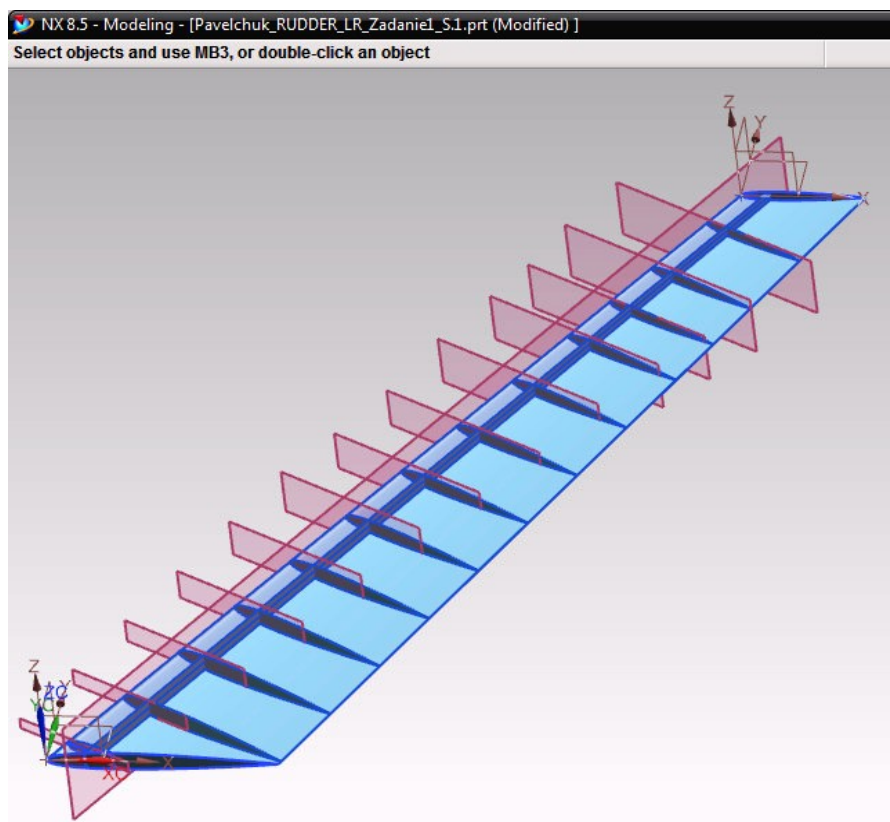 NX 8.5 - Modeling - [Pavelchuk_RUDDER_LR_Zadanie1_S.1.prt (Modified) ]
Select objects and use MB3, or double-click an object
Z
Y
X
Z
ZC
Y
YC
X
XC